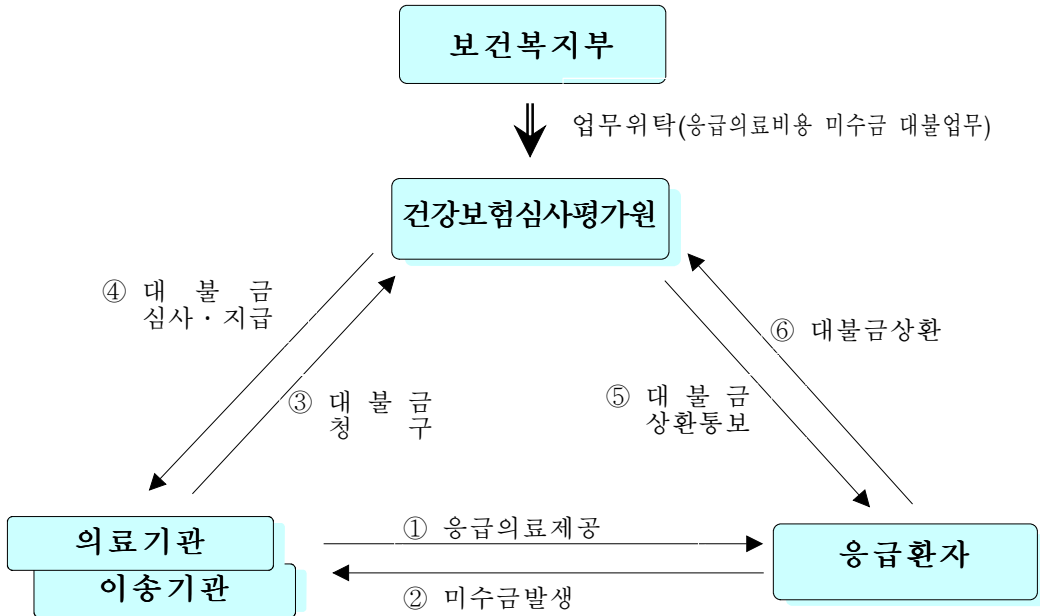 보건복지부
업무위탁(응급의료비용 미수금 대불업무)
건강보험심사평가원
④ 대 불 금
심사 · 지급
⑥ 대불금상환
③ 대 불 금
청 구
⑤ 대 불 금
상환통보
① 응급의료제공
의료기관
이송기관
응급환자
② 미수금발생